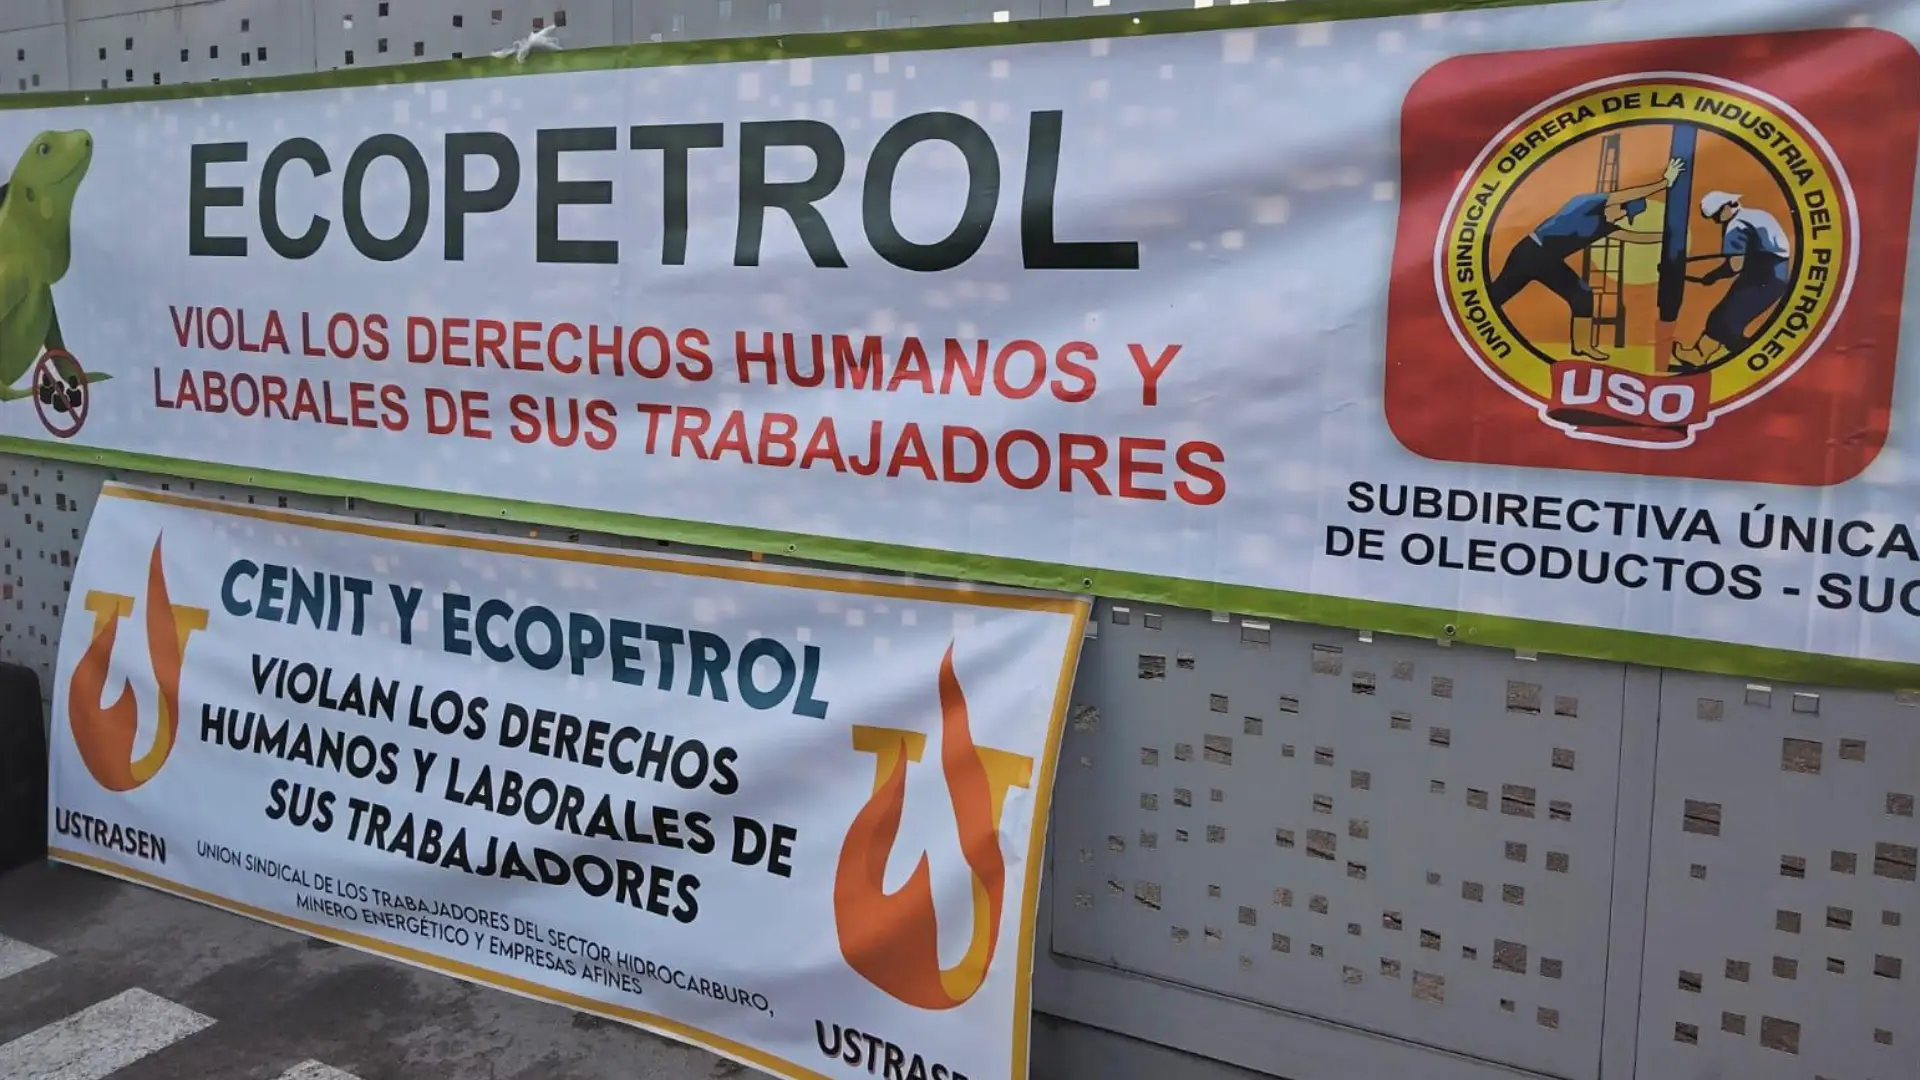 ECOPETROL
VIOLA LOS DERECHOS HUMANOS Y
LABORALES DE SUS TRABAJADORES
UNIÓN SINDICAL OBRERA DE LA INDUSTRIA DEL PETRÓLEO
USO
SUBDIRECTIVA ÚNICA
DE OLEODUCTOS - SUO
CENIT Y ECOPETROL
VIOLAN LOS DERECHOS
HUMANOS Y LABORALES DE
SUS TRABAJADORES
USTRASEN
UNION SINDICAL DE LOS TRABAJADORES DEL SECTOR HIDROCARBURO,
MINERO ENERGÉTICO Y EMPRESAS AFINES
USTRASE